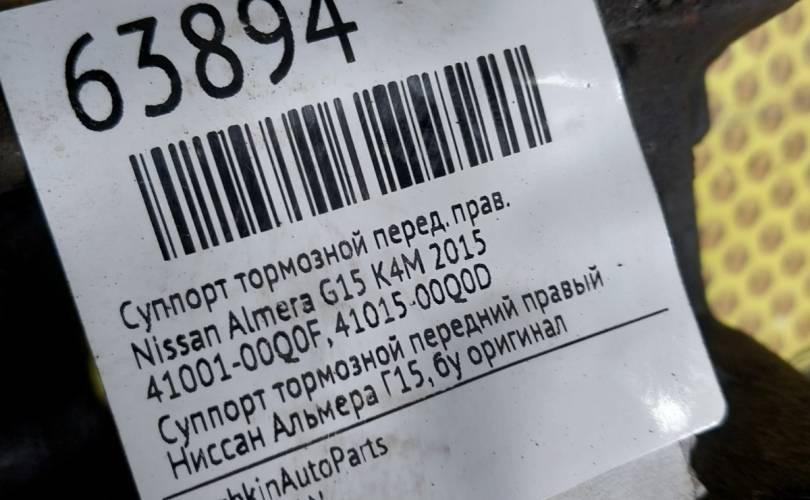 63894
Суппорт тормозной перед. прав.
Nissan Almera G15 K4M 2015
41001-00Q0F, 41015-00Q0D
Суппорт тормозной передний правый
Ниссан Альмера Г15, бу оригинал
hkinAutoParts